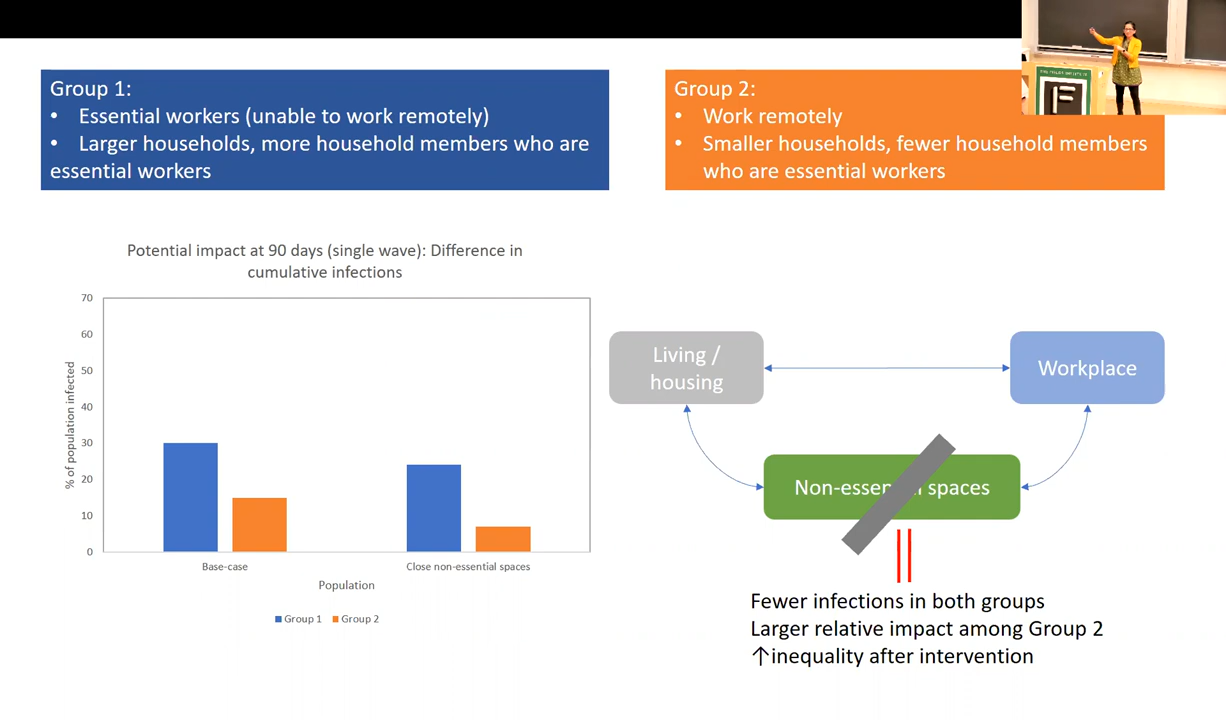 Group 1:
• Essential workers (unable to work remotely)
• Larger households, more household members who are
essential workers
Group 2:
• Work remotely
• Smaller households, fewer household members
who are essential workers
Potential impact at 90 days (single wave): Difference in
cumulative infections
% of population infected
70
60
50
40
30
20
10
0
Base-case
Close non-essential spaces
Population
Group 1
Group 2
Living /
housing
Workplace
Non-essential spaces
Fewer infections in both groups
Larger relative impact among Group 2
↑inequality after intervention